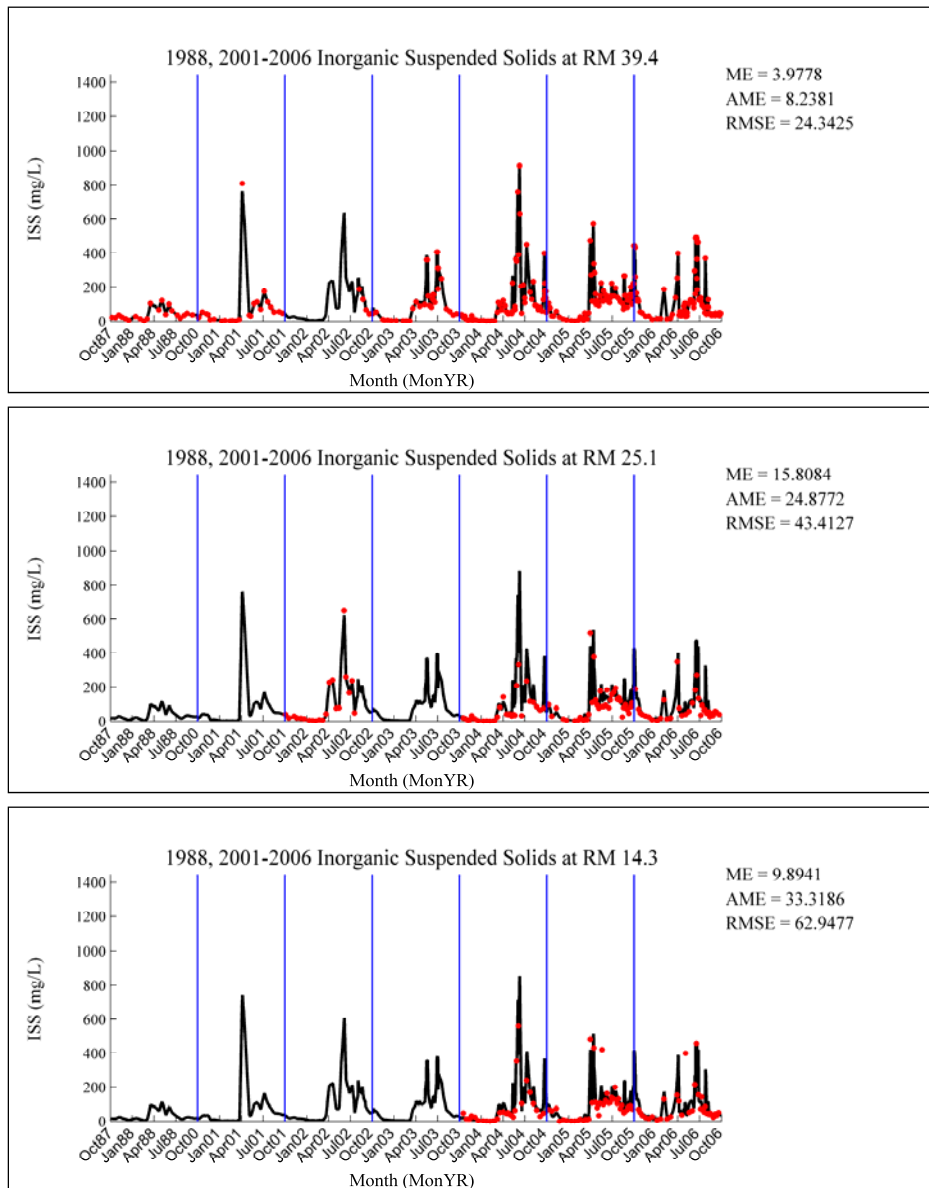 1988, 2001-2006 Inorganic Suspended Solids at RM 39.4
ME = 3.9778
AME = 8.2381
RMSE = 24.3425
ISS (mg/L)
1400
1200
1000
800
600
400
200
0
Oct87 Jan88 Apr88 Jul88 Oct00 Jan01 Apr01 Jul01 Oct01 Jan02 Apr02 Jul02 Oct02 Jan03 Apr03 Jul03 Oct03 Jan04 Apr04 Jul04 Oct04 Jan05 Apr05 Jul05 Oct05 Jan06 Apr06 Jul06 Oct06
Month (MonYR)
1988, 2001-2006 Inorganic Suspended Solids at RM 25.1
ME = 15.8084
AME = 24.8772
RMSE = 43.4127
ISS (mg/L)
1400
1200
1000
800
600
400
200
0
Oct87 Jan88 Apr88 Jul88 Oct00 Jan01 Apr01 Jul01 Oct01 Jan02 Apr02 Jul02 Oct02 Jan03 Apr03 Jul03 Oct03 Jan04 Apr04 Jul04 Oct04 Jan05 Apr05 Jul05 Oct05 Jan06 Apr06 Jul06 Oct06
Month (MonYR)
1988, 2001-2006 Inorganic Suspended Solids at RM 14.3
ME = 9.8941
AME = 33.3186
RMSE = 62.9477
ISS (mg/L)
1400
1200
1000
800
600
400
200
0
Oct87 Jan88 Apr88 Jul88 Oct00 Jan01 Apr01 Jul01 Oct01 Jan02 Apr02 Jul02 Oct02 Jan03 Apr03 Jul03 Oct03 Jan04 Apr04 Jul04 Oct04 Jan05 Apr05 Jul05 Oct05 Jan06 Apr06 Jul06 Oct06
Month (MonYR)